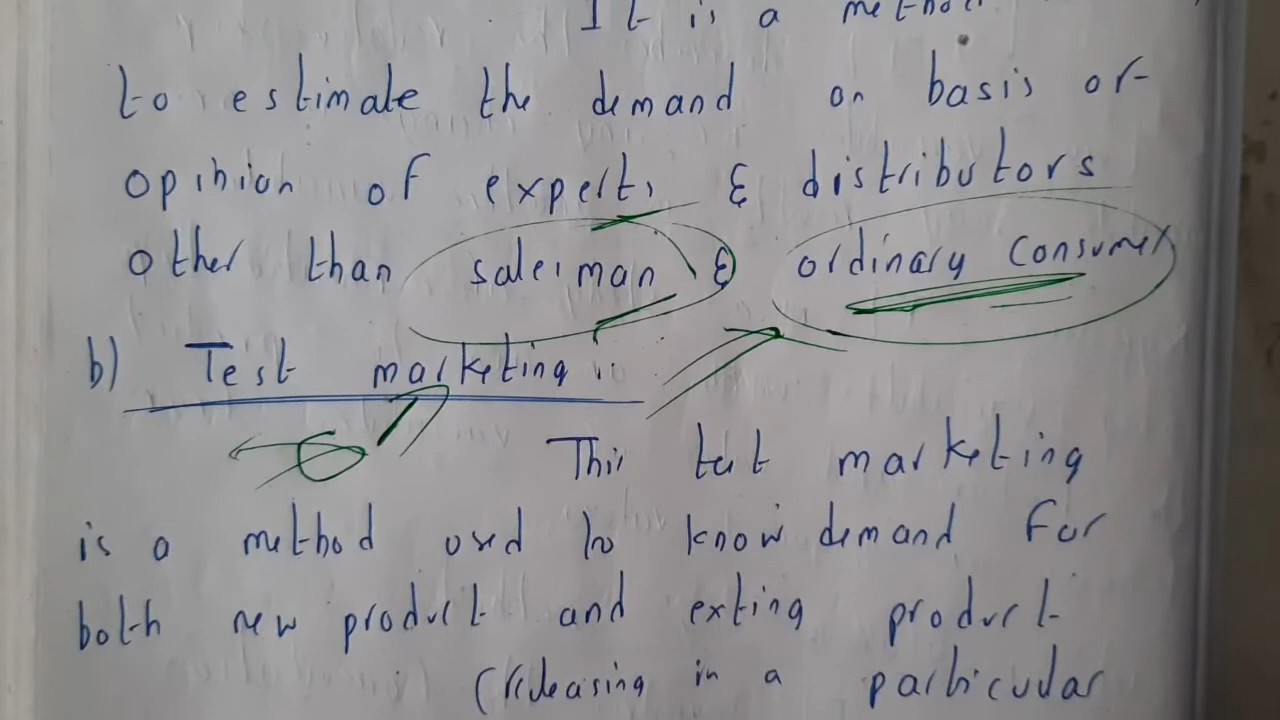 It is a method
to estimate the demand on basis of
opinion of experts & distributors
other than salesman & ordinary consumer
b) Test marketing :
This test marketing
is a method used to know demand for
both new product and exting product
(releasing in a particular